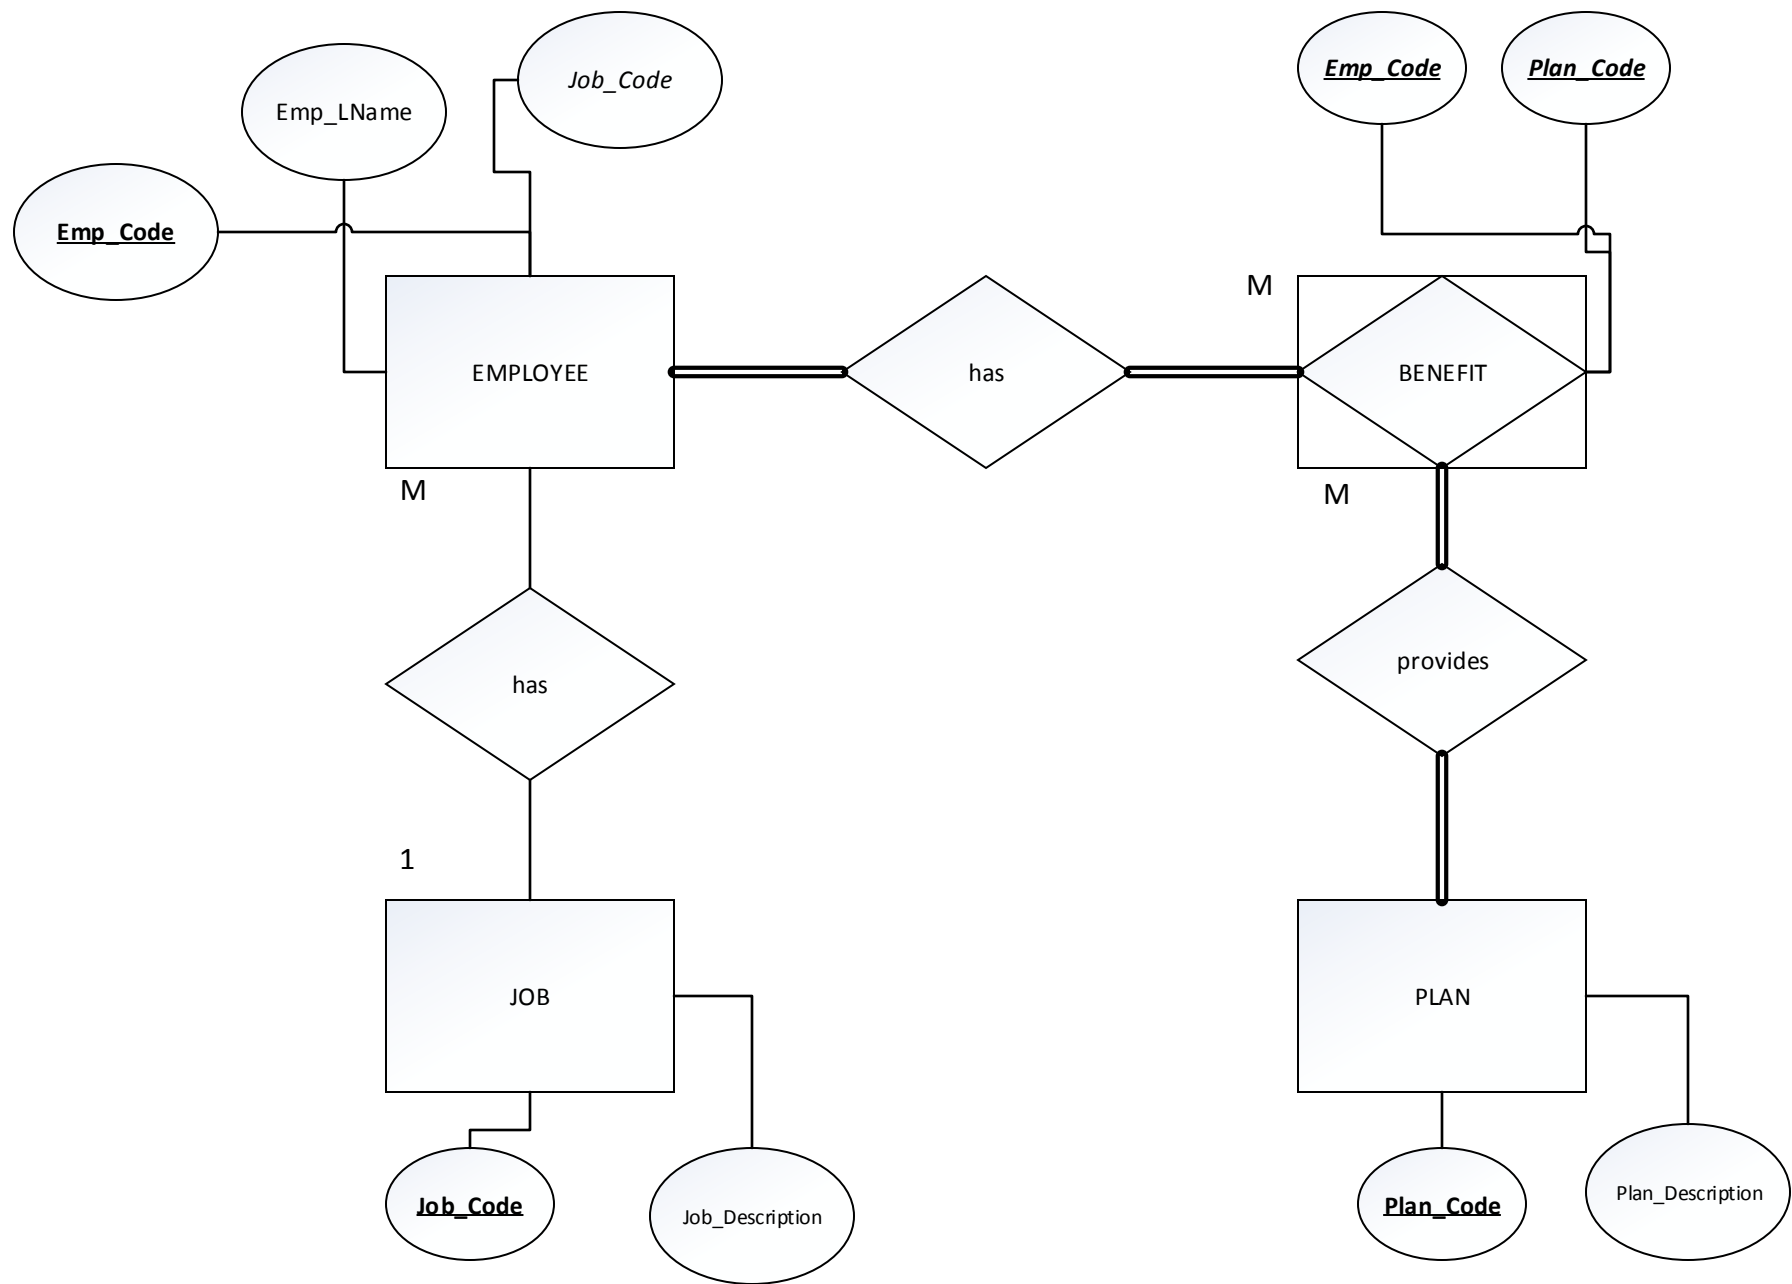 Job_Code
Emp_Code
Plan_Code
Emp_LName
Emp_Code
M
EMPLOYEE
has
BENEFIT
M
M
has
provides
1
JOB
PLAN
Job_Code
Job_Description
Plan_Code
Plan_Description